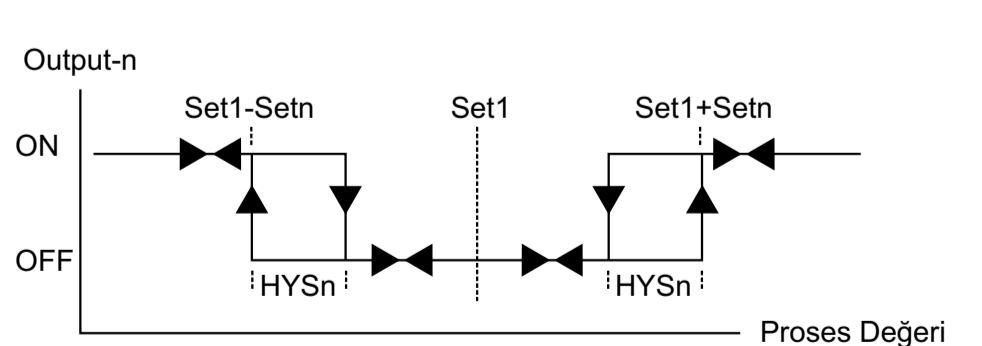 Output-n
Set1-Setn
Set1
Set1+Setn
ON
OFF
HYSn
HYSn
Proses Değeri